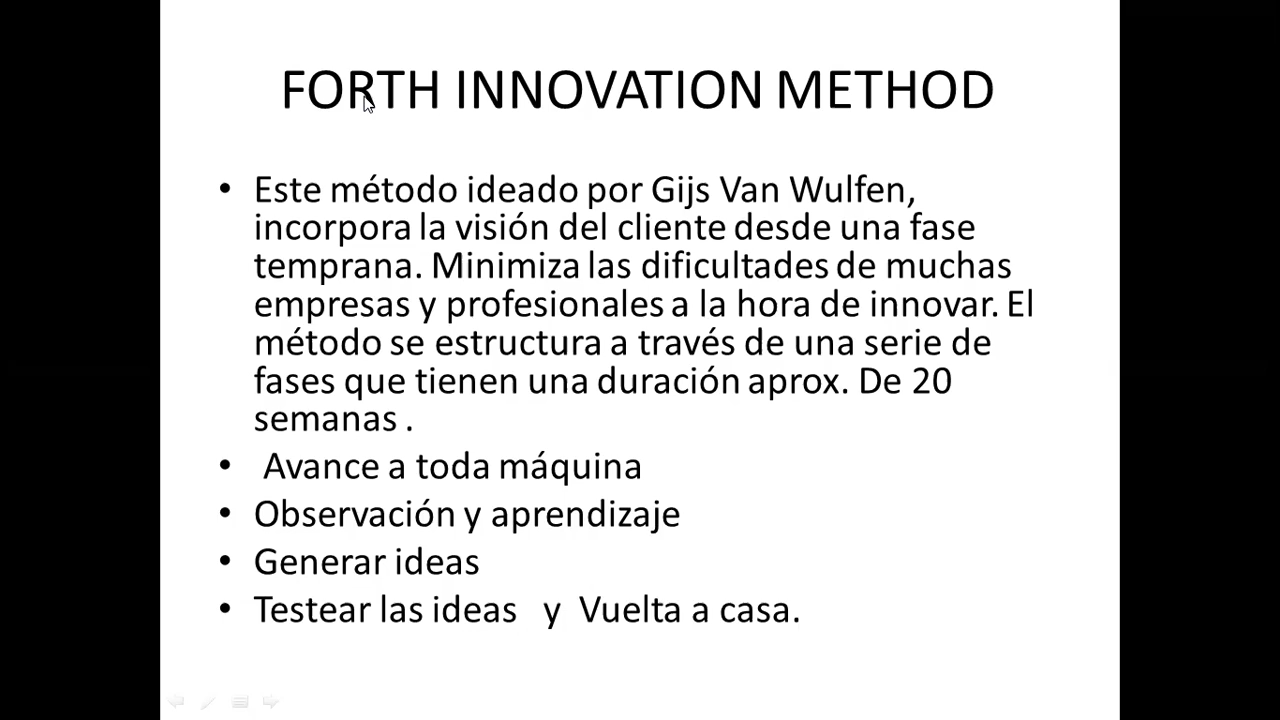 FORTH INNOVATION METHOD
• Este método ideado por Gijs Van Wulfen,
incorpora la visión del cliente desde una fase
temprana. Minimiza las dificultades de muchas
empresas y profesionales a la hora de innovar. El
método se estructura a través de una serie de
fases que tienen una duración aprox. De 20
semanas .
• Avance a toda máquina
• Observación y aprendizaje
• Generar ideas
• Testear las ideas y Vuelta a casa.